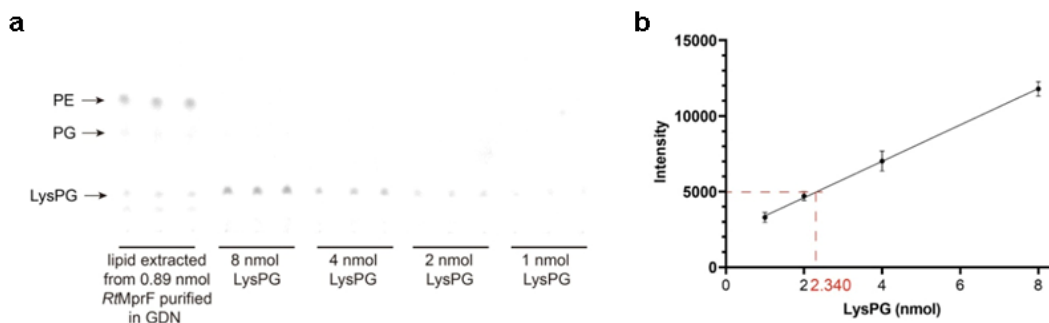 a
PE
PG
LysPG
lipid extracted
from 0.89 nmol
RtMprF purified
in GDN
8 nmol
LysPG
4 nmol
LysPG
2 nmol
LysPG
1 nmol
LysPG
b
15000
10000
5000
0
Intensity
0
2
2.340
4
6
8
LysPG (nmol)